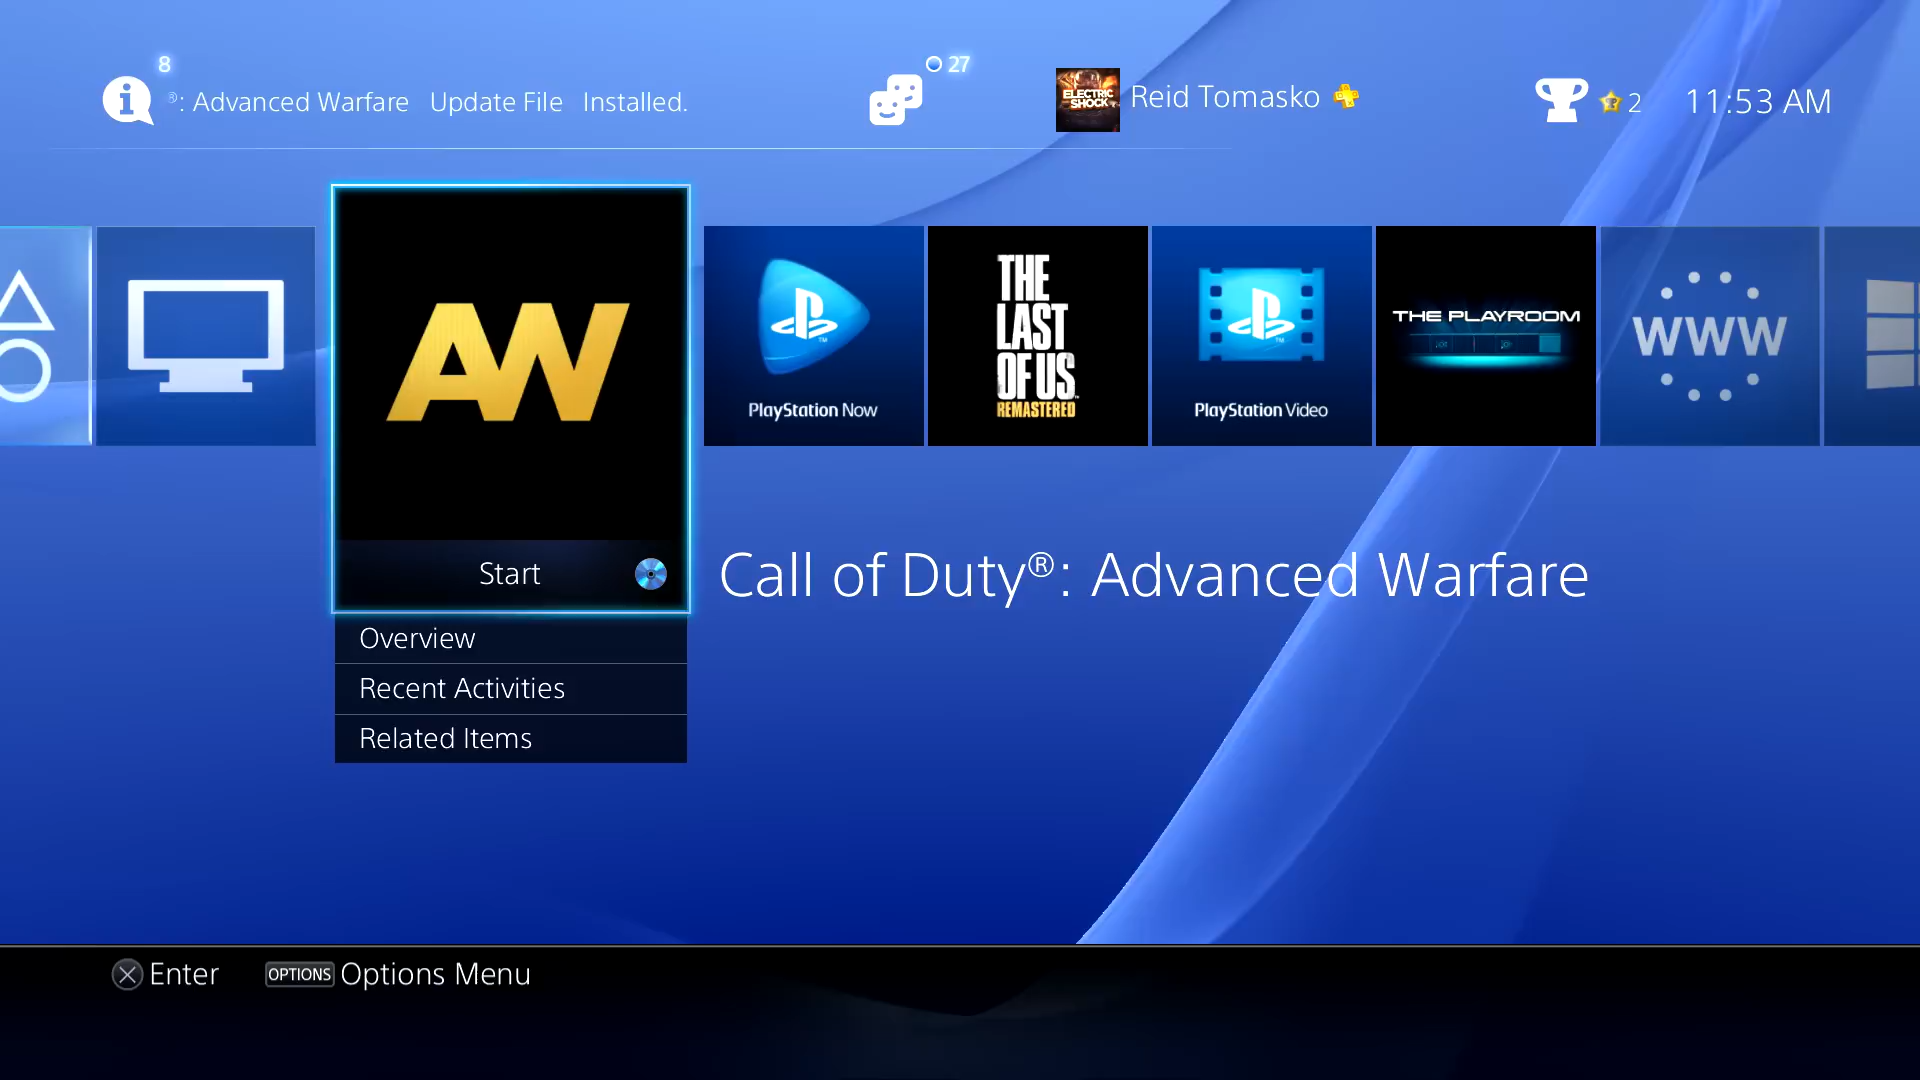 8
®: Advanced Warfare Update File Installed.
27
ELECTRIC
SHOCK
Reid Tomasko
2
11:53 AM
AW
PlayStation Now
THE
LAST
OF US
REMASTERED
PlayStation Video
THE PLAYROOM
WWW
Start
Call of Duty®: Advanced Warfare
Overview
Recent Activities
Related Items
Enter
OPTIONS Options Menu